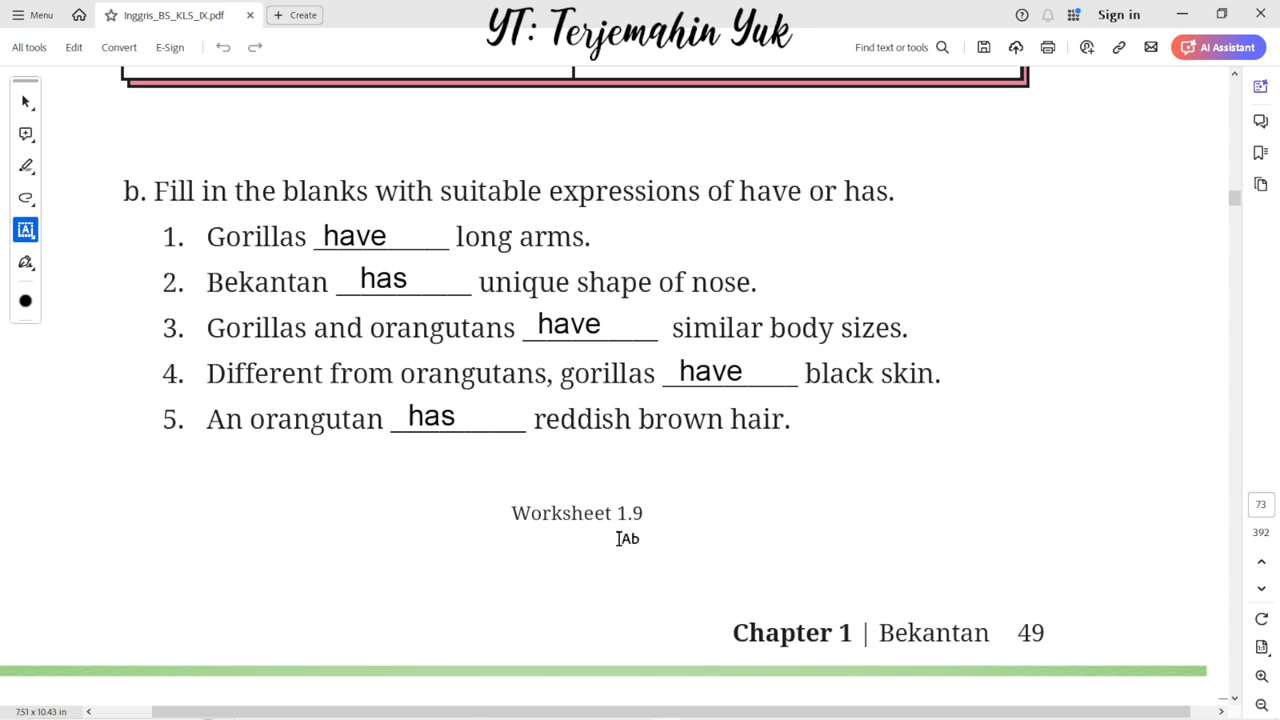 Menu
Inggris_BS_KLS_IX.pdf
Create
YT: Terjemahin Yuk
Sign in
All tools
Edit
Convert
E-Sign
Find text or tools
AI Assistant
b. Fill in the blanks with suitable expressions of have or has.
1. Gorillas have long arms.
2. Bekantan has unique shape of nose.
3. Gorillas and orangutans have similar body sizes.
4. Different from orangutans, gorillas have black skin.
5. An orangutan has reddish brown hair.
Worksheet 1.9
Ab
Chapter 1 | Bekantan 49
73
392
7.51 x 10.43 in